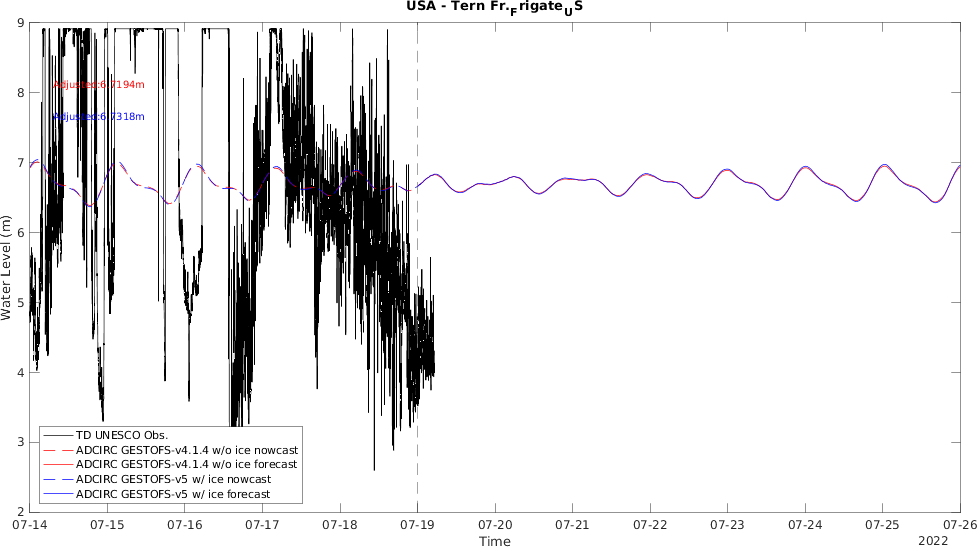 USA - Tern Fr.FrigateUS
9
8
7
6
5
4
3
2
Water Level (m)
Adjusted:6.7194m
Adjusted:6.7318m
TD UNESCO Obs.
ADCIRC GESTOFS-v4.1.4 w/o ice nowcast
ADCIRC GESTOFS-v4.1.4 w/o ice forecast
ADCIRC GESTOFS-v5 w/ ice nowcast
ADCIRC GESTOFS-v5 w/ ice forecast
07-14 07-15 07-16 07-17 07-18 07-19 07-20 07-21 07-22 07-23 07-24 07-25 07-26
Time
2022